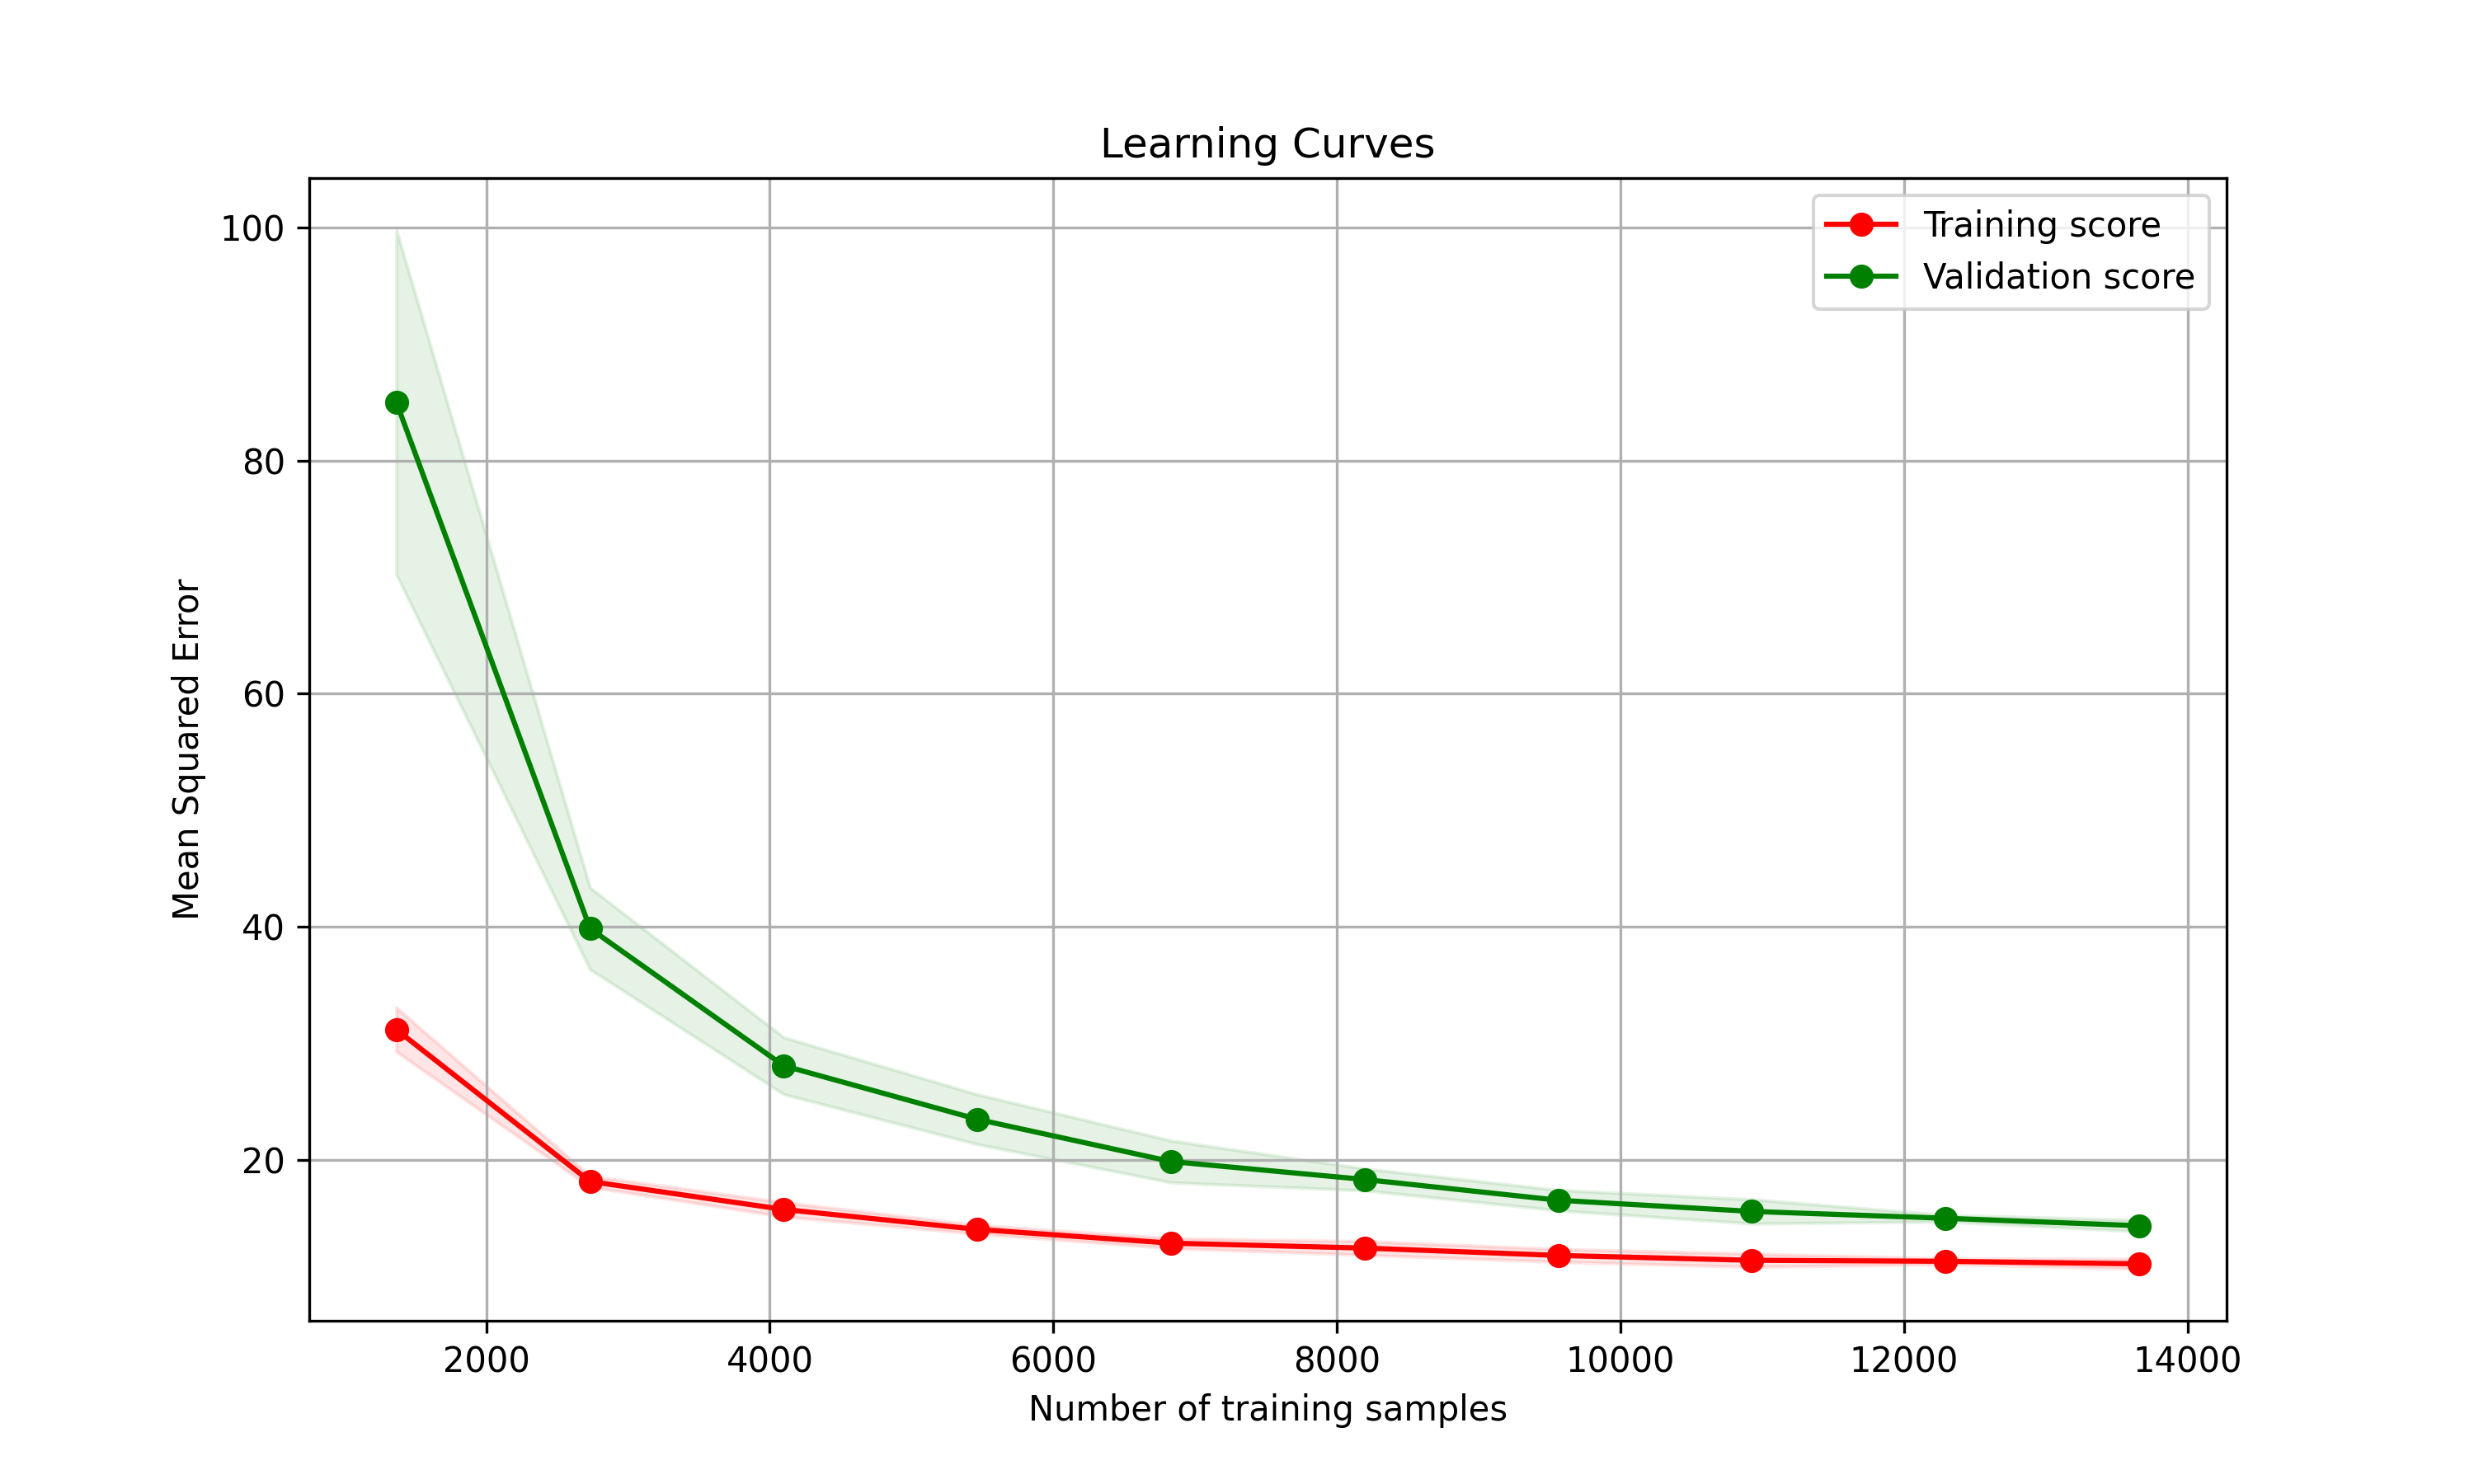 Learning Curves
Training score
Validation score
Mean Squared Error
100
80
60
40
20
2000 4000 6000 8000 10000 12000 14000
Number of training samples